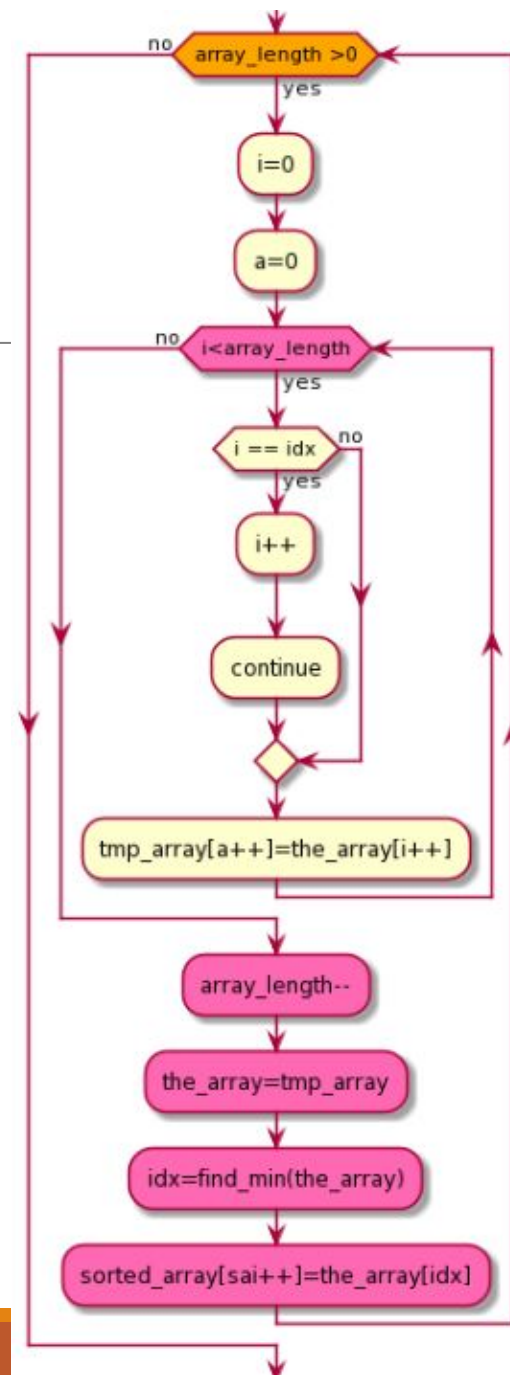 no
array_length >0
yes
i=0
a=0
no
i<array_length
yes
i == idx
no
yes
i++
continue
tmp_array[a++]=the_array[i++]
array_length--
the_array=tmp_array
idx=find_min(the_array)
sorted_array[sai++]=the_array[idx]